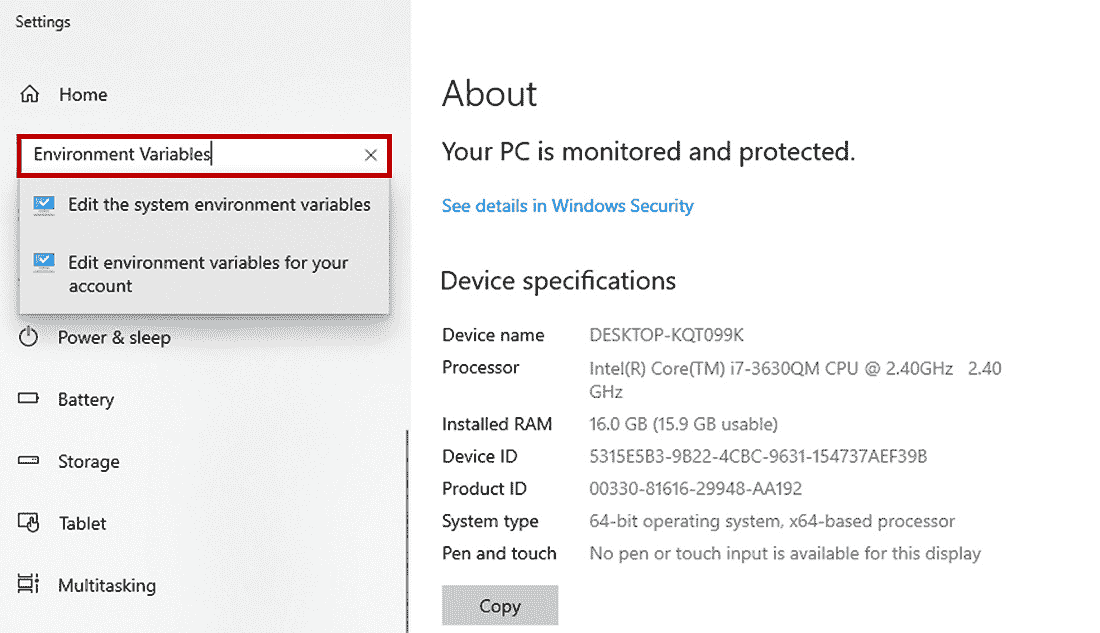 Settings
Home
Environment Variables
Edit the system environment variables
Edit environment variables for your
account
Power & sleep
Battery
Storage
Tablet
Multitasking
About
Your PC is monitored and protected.
See details in Windows Security
Device specifications
Device name DESKTOP-KQT099K
Processor Intel(R) Core(TM) i7-3630QM CPU @ 2.40GHz 2.40
GHz
Installed RAM 16.0 GB (15.9 GB usable)
Device ID 5315E5B3-9B22-4CBC-9631-154737AEF39B
Product ID 00330-81616-29948-AA192
System type 64-bit operating system, x64-based processor
Pen and touch No pen or touch input is available for this display
Copy